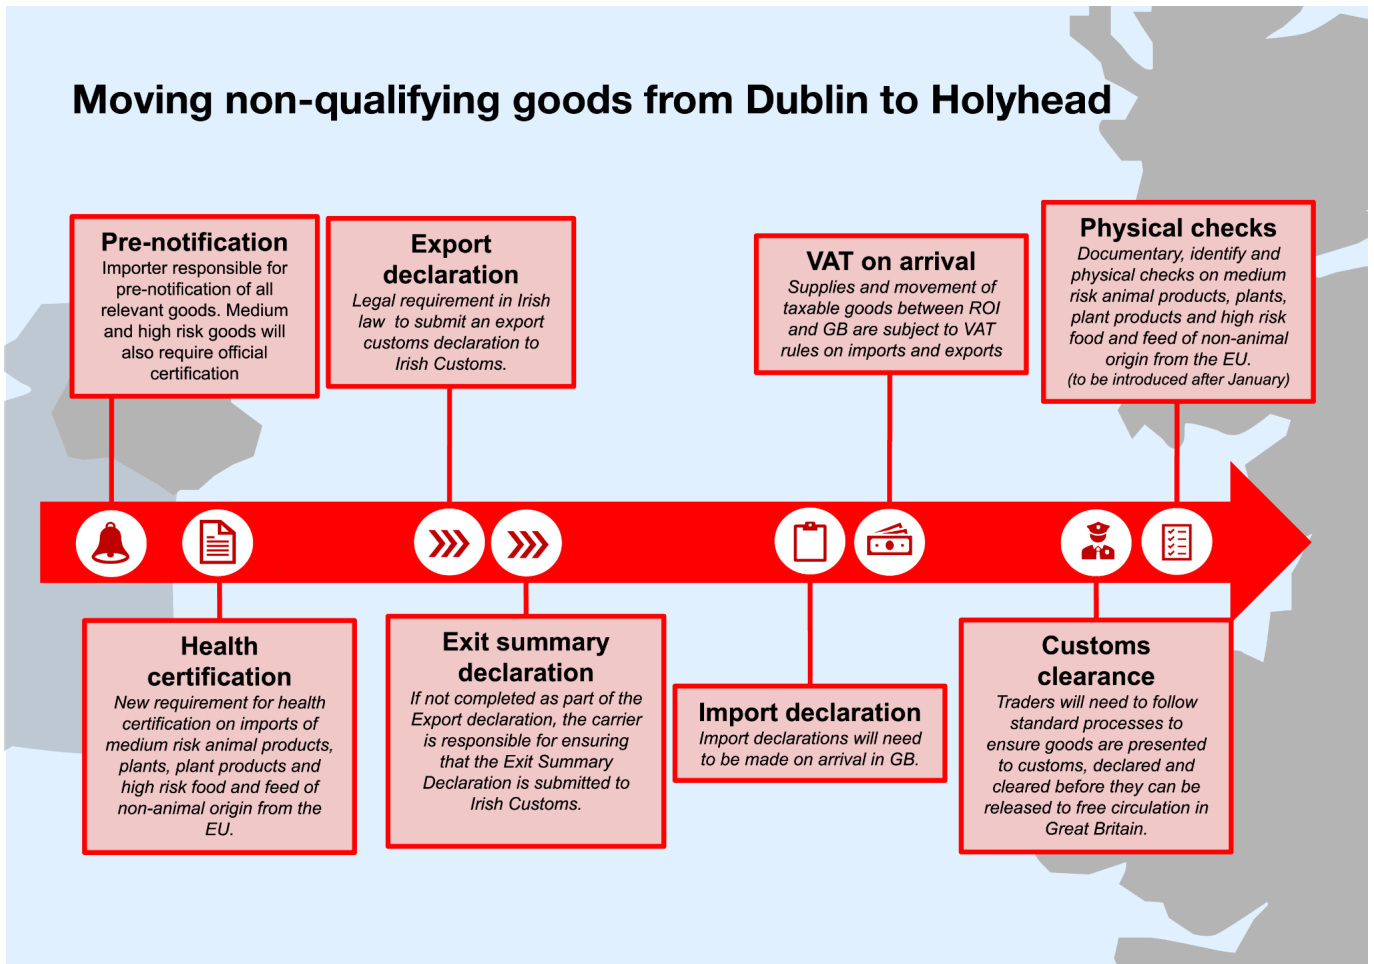 Moving non-qualifying goods from Dublin to Holyhead
Pre-notification
Importer responsible for
pre-notification of all
relevant goods. Medium
and high risk goods will
also require official
certification
Export
declaration
Legal requirement in Irish
law to submit an export
customs declaration to
Irish Customs.
VAT on arrival
Supplies and movement of
taxable goods between ROI
and GB are subject to VAT
rules on imports and exports
Physical checks
Documentary, identify and
physical checks on medium
risk animal products, plants,
plant products and high risk
food and feed of non-animal
origin from the EU.
(to be introduced after January)
Health
certification
New requirement for health
certification on imports of
medium risk animal products,
plants, plant products and
high risk food and feed of
non-animal origin from the
EU.
Exit summary
declaration
If not completed as part of the
Export declaration, the carrier
is responsible for ensuring
that the Exit Summary
Declaration is submitted to
Irish Customs.
Import declaration
Import declarations will need
to be made on arrival in GB.
Customs
clearance
Traders will need to follow
standard processes to
ensure goods are presented
to customs, declared and
cleared before they can be
released to free circulation in
Great Britain.